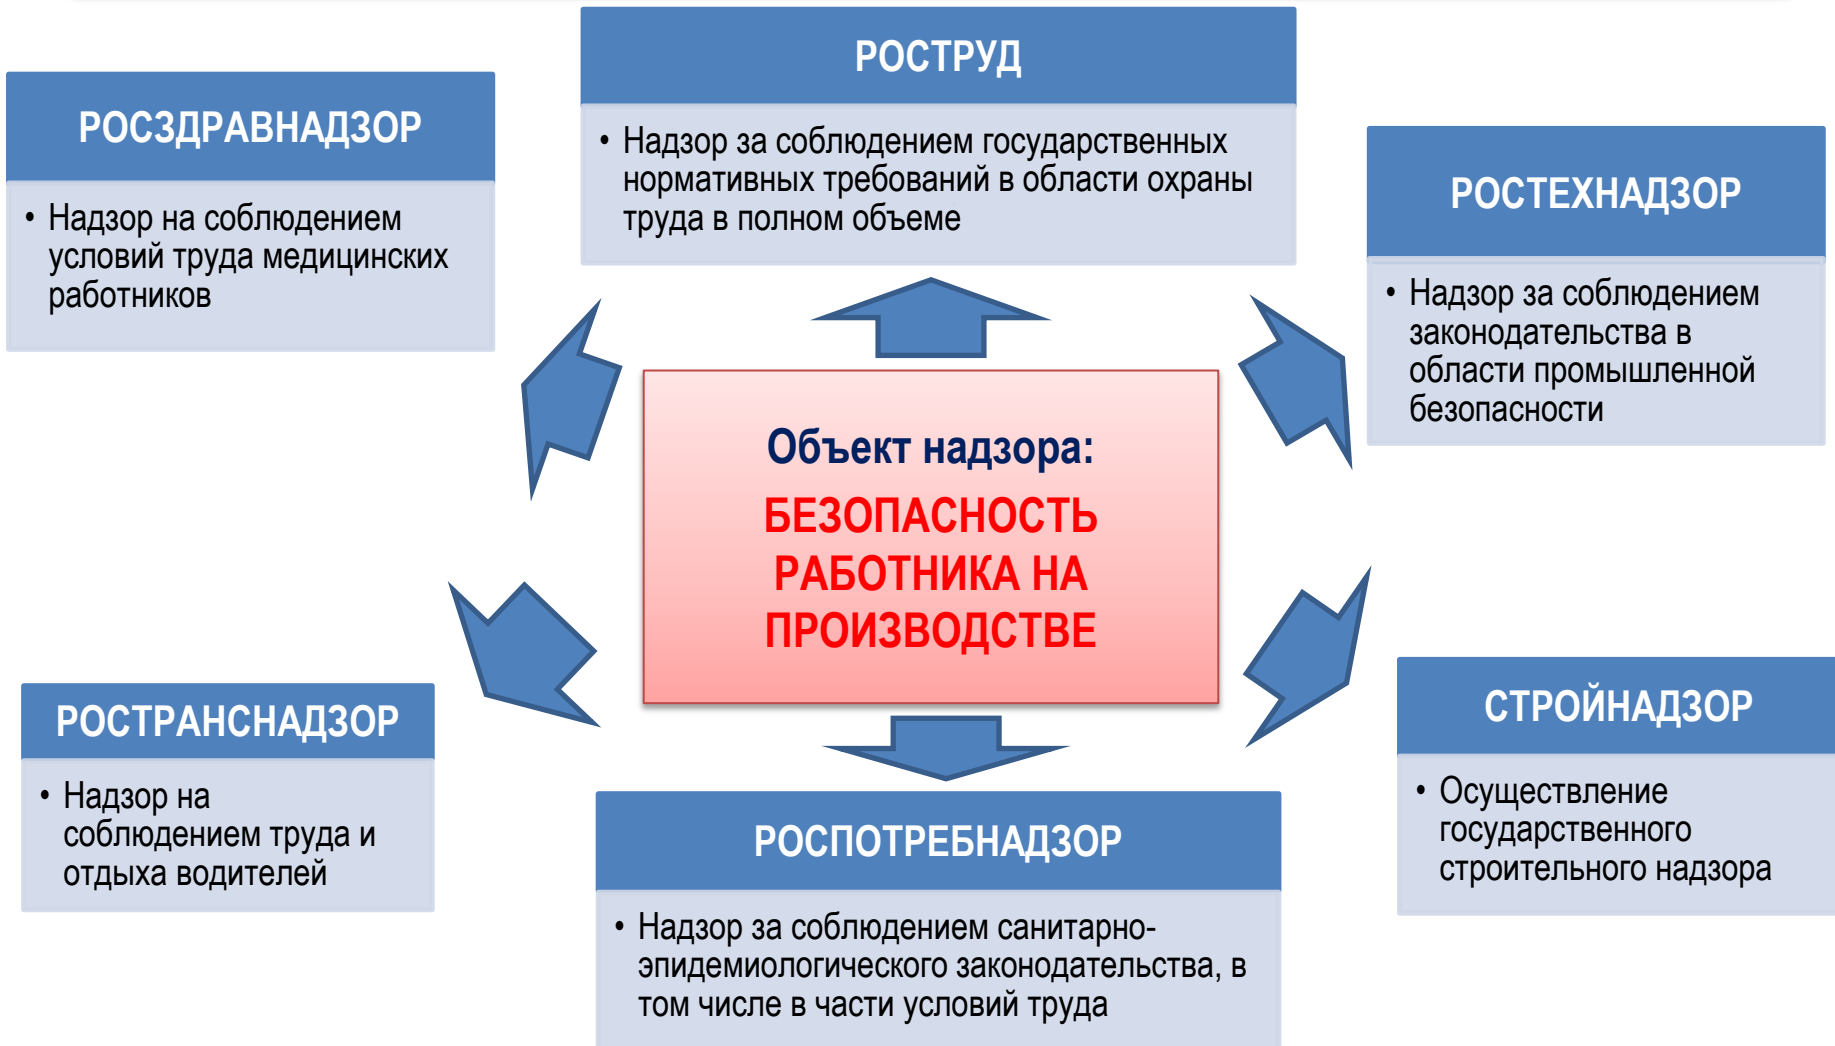 РОСТРУД
• Надзор за соблюдением государственных
нормативных требований в области охраны
труда в полном объеме
РОСЗДРАВНАДЗОР
• Надзор на соблюдением
условий труда медицинских
работников
РОСТЕХНАДЗОР
• Надзор за соблюдением
законодательства в
области промышленной
безопасности
Объект надзора:
БЕЗОПАСНОСТЬ
РАБОТНИКА НА
ПРОИЗВОДСТВЕ
РОСТРАНСНАДЗОР
• Надзор на
соблюдением труда и
отдыха водителей
РОСПОТРЕБНАДЗОР
• Надзор за соблюдением санитарно-
эпидемиологического законодательства, в
том числе в части условий труда
СТРОЙНАДЗОР
• Осуществление
государственного
строительного надзора